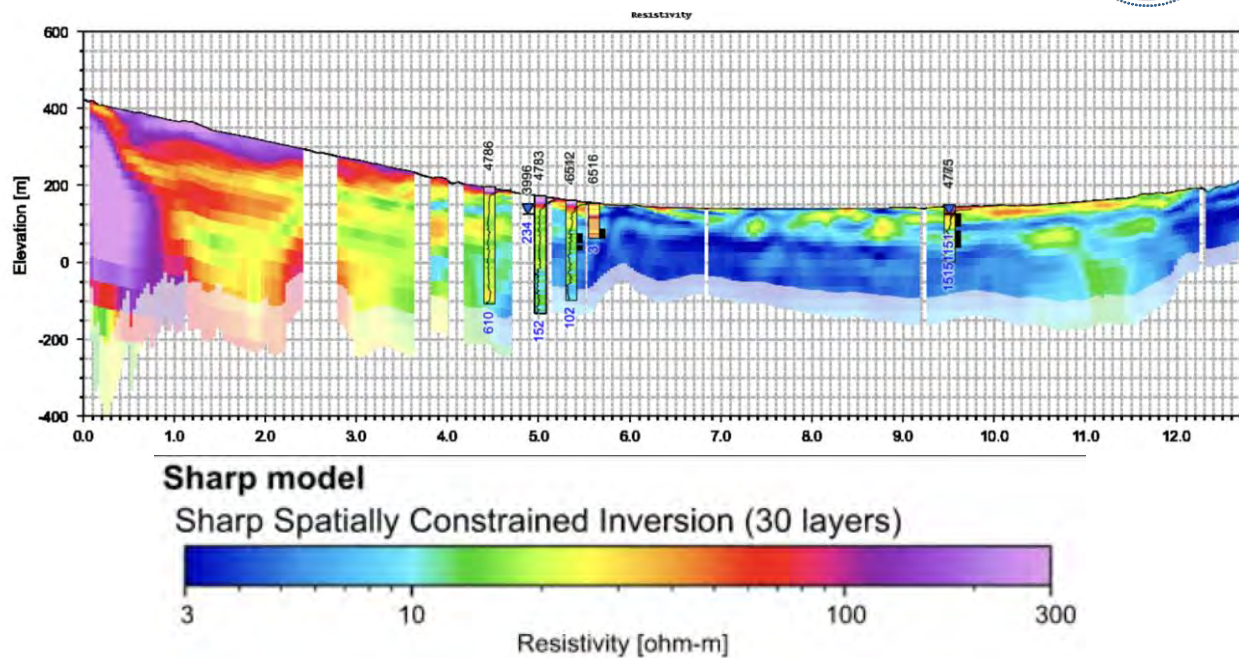 Resistivity
600
400
200
0
-200
-400
Elevation [m]
4786
3996
4783
6516
610
234
152
102
31
0.0 1.0 2.0 3.0 4.0 5.0 6.0 7.0 8.0 9.0 10.0 11.0 12.0
Sharp model
Sharp Spatially Constrained Inversion (30 layers)
3 10 100 300
Resistivity [ohm-m]